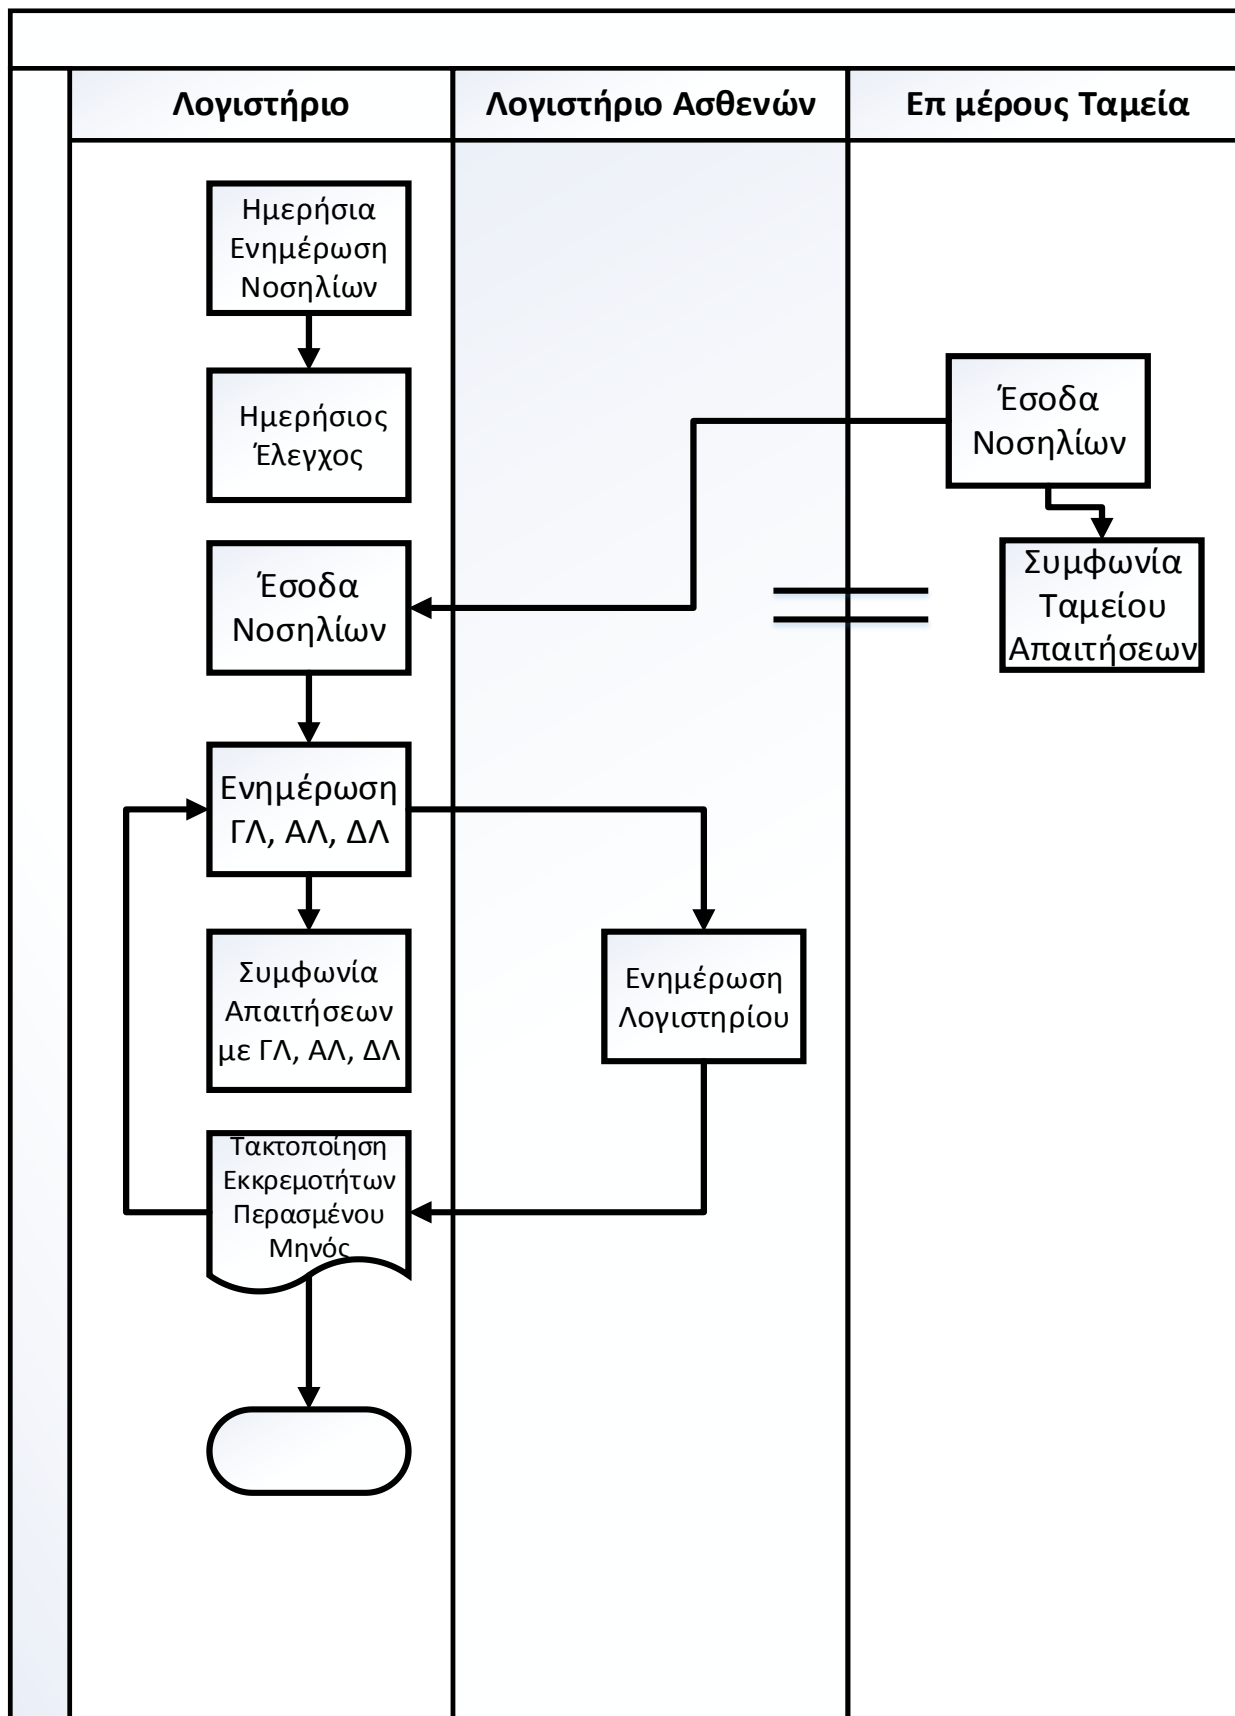 Λογιστήριο
Λογιστήριο Ασθενών
Επ μέρους Ταμεία
Ημερήσια
Ενημέρωση
Νοσηλίων
Ημερήσιος
Έλεγχος
Έσοδα
Νοσηλίων
Συμφωνία
Ταμείου
Απαιτήσεων
Έσοδα
Νοσηλίων
Ενημέρωση
ΓΛ, ΑΛ, ΔΛ
Συμφωνία
Απαιτήσεων
με ΓΛ, ΑΛ, ΔΛ
Ενημέρωση
Λογιστηρίου
Τακτοποίηση
Εκκρεμοτήτων
Περασμένου
Μηνός